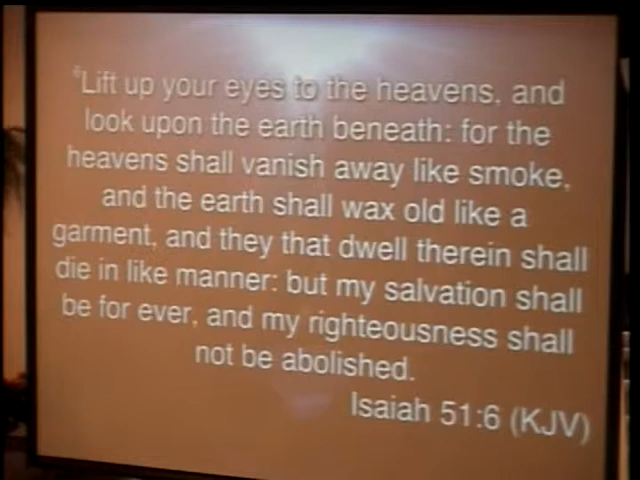 ⁶Lift up your eyes to the heavens, and
look upon the earth beneath: for the
heavens shall vanish away like smoke,
and the earth shall wax old like a
garment, and they that dwell therein shall
die in like manner: but my salvation shall
be for ever, and my righteousness shall
not be abolished.
Isaiah 51:6 (KJV)